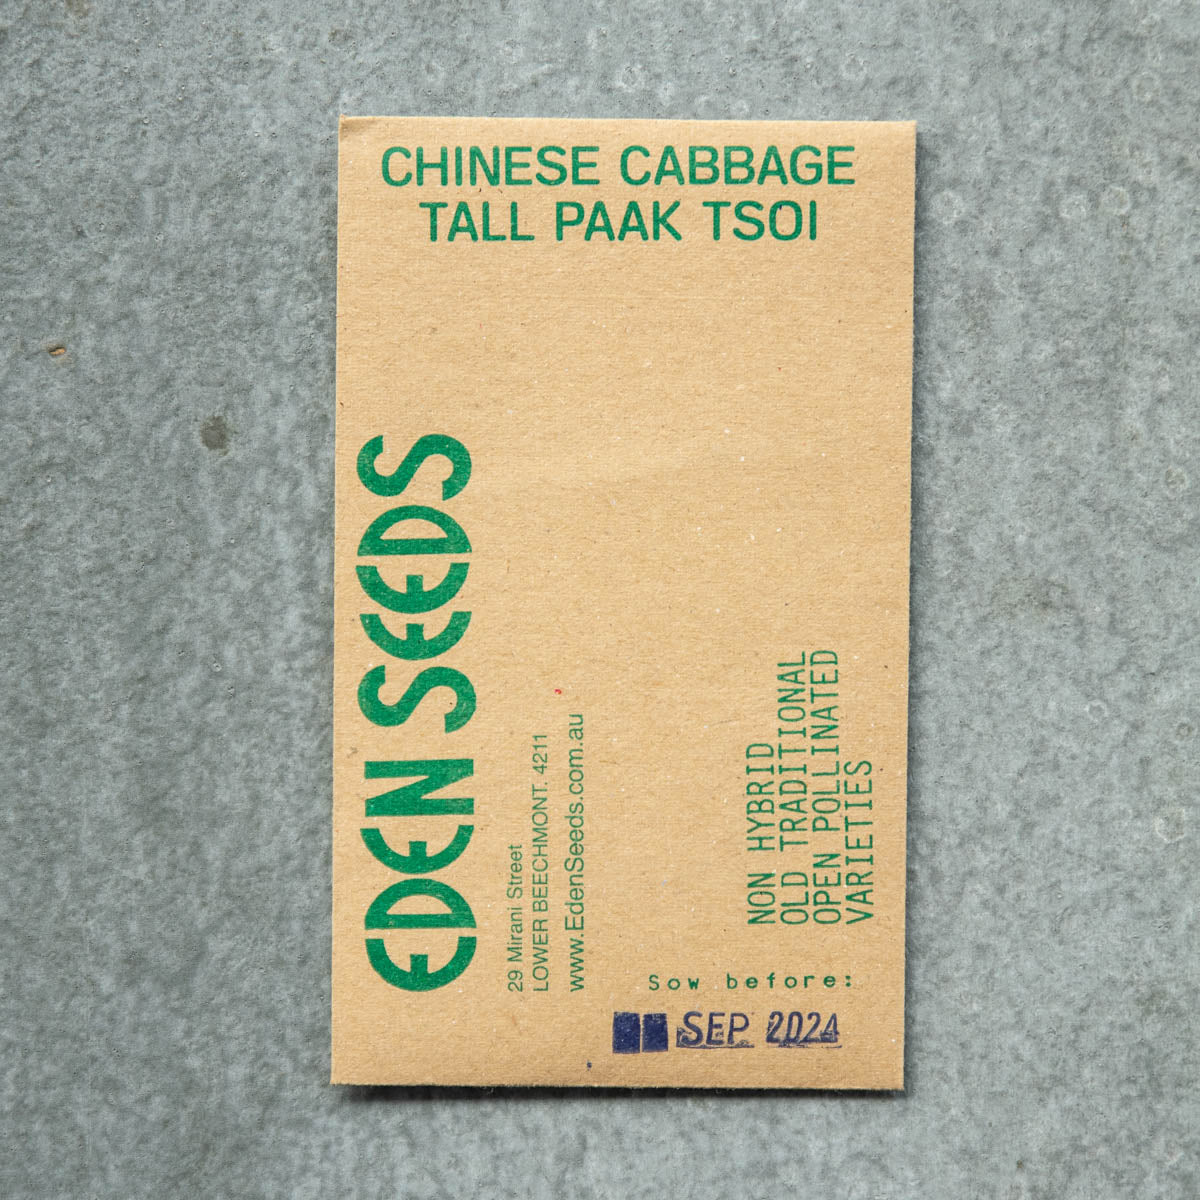 CHINESE CABBAGE
TALL PAAK TSOI
EDEN SEEDS
29 Mirani Street
LOWER BEECHMONT. 4211
www.EdenSeeds.com.au
NON HYBRID
OLD TRADITIONAL
OPEN POLLINATED
VARIETIES
Sow before:
SEP 2024